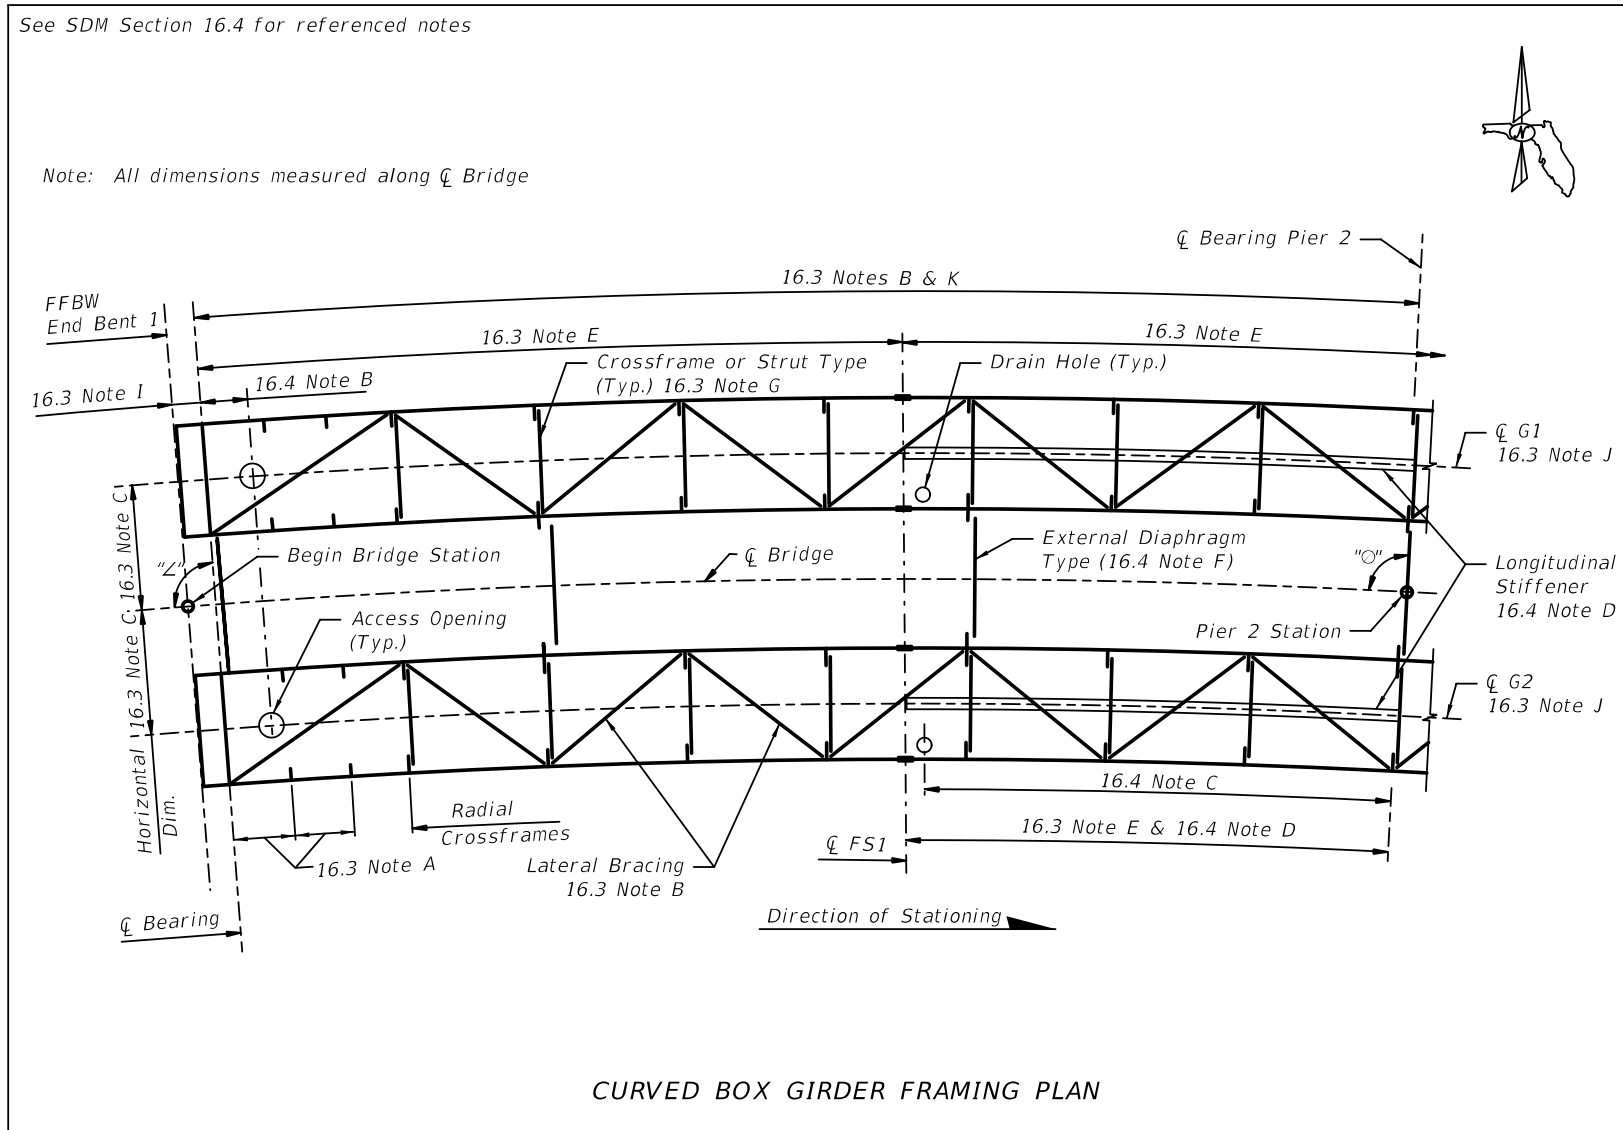 See SDM Section 16.4 for referenced notes
Note: All dimensions measured along ℄ Bridge
N
℄ Bearing Pier 2
16.3 Notes B & K
FFBW
End Bent 1
16.3 Note E
16.3 Note E
Crossframe or Strut Type
(Typ.) 16.3 Note G
Drain Hole (Typ.)
16.3 Note I
16.4 Note B
℄ G1
16.3 Note J
16.3 Note C
"∠"
Begin Bridge Station
℄ Bridge
External Diaphragm
Type (16.4 Note F)
"∅"
Longitudinal
Stiffener
16.4 Note D
Access Opening
(Typ.)
Pier 2 Station
16.3 Note C
Horizontal
Dim.
℄ G2
16.3 Note J
16.4 Note C
Radial
Crossframes
16.3 Note E & 16.4 Note D
℄ FS1
16.3 Note A
Lateral Bracing
16.3 Note B
℄ Bearing
Direction of Stationing
CURVED BOX GIRDER FRAMING PLAN